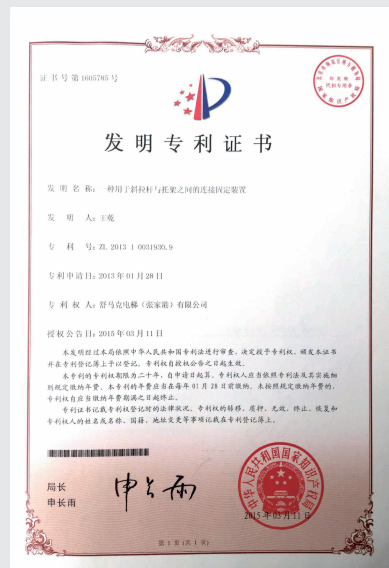 证书号第1605785号
发明专利证书
发 明 名 称：一种用于斜拉杆与托架之间的连接固定装置
发 明 人：王乾
专 利 号：ZL 2013 1 0031930.9
专利申请日：2013年01月28日
专 利 权 人：舒马克电梯（张家港）有限公司
授权公告日：2015年03月11日
本发明经过本局依照中华人民共和国专利法进行审查，决定授予专利权，颁发本证书
并在专利登记簿上予以登记。专利权自授权公告之日起生效。
本专利的专利权期限为二十年，自申请日起算。专利权人应当依照专利法及其实施细
则规定缴纳年费。本专利的年费应当在每年01月28日前缴纳。未按照规定缴纳年费的，
专利权自应当缴纳年费期满之日起终止。
专利证书记载专利权登记时的法律状况。专利权的转移、质押、无效、终止、恢复和
专利权人的姓名或名称、国籍、地址变更等事项记载在专利登记簿上。
局长
申长雨
申长雨
中华人民共和国国家知识产权局
2015年03月11日
第1页（共1页）